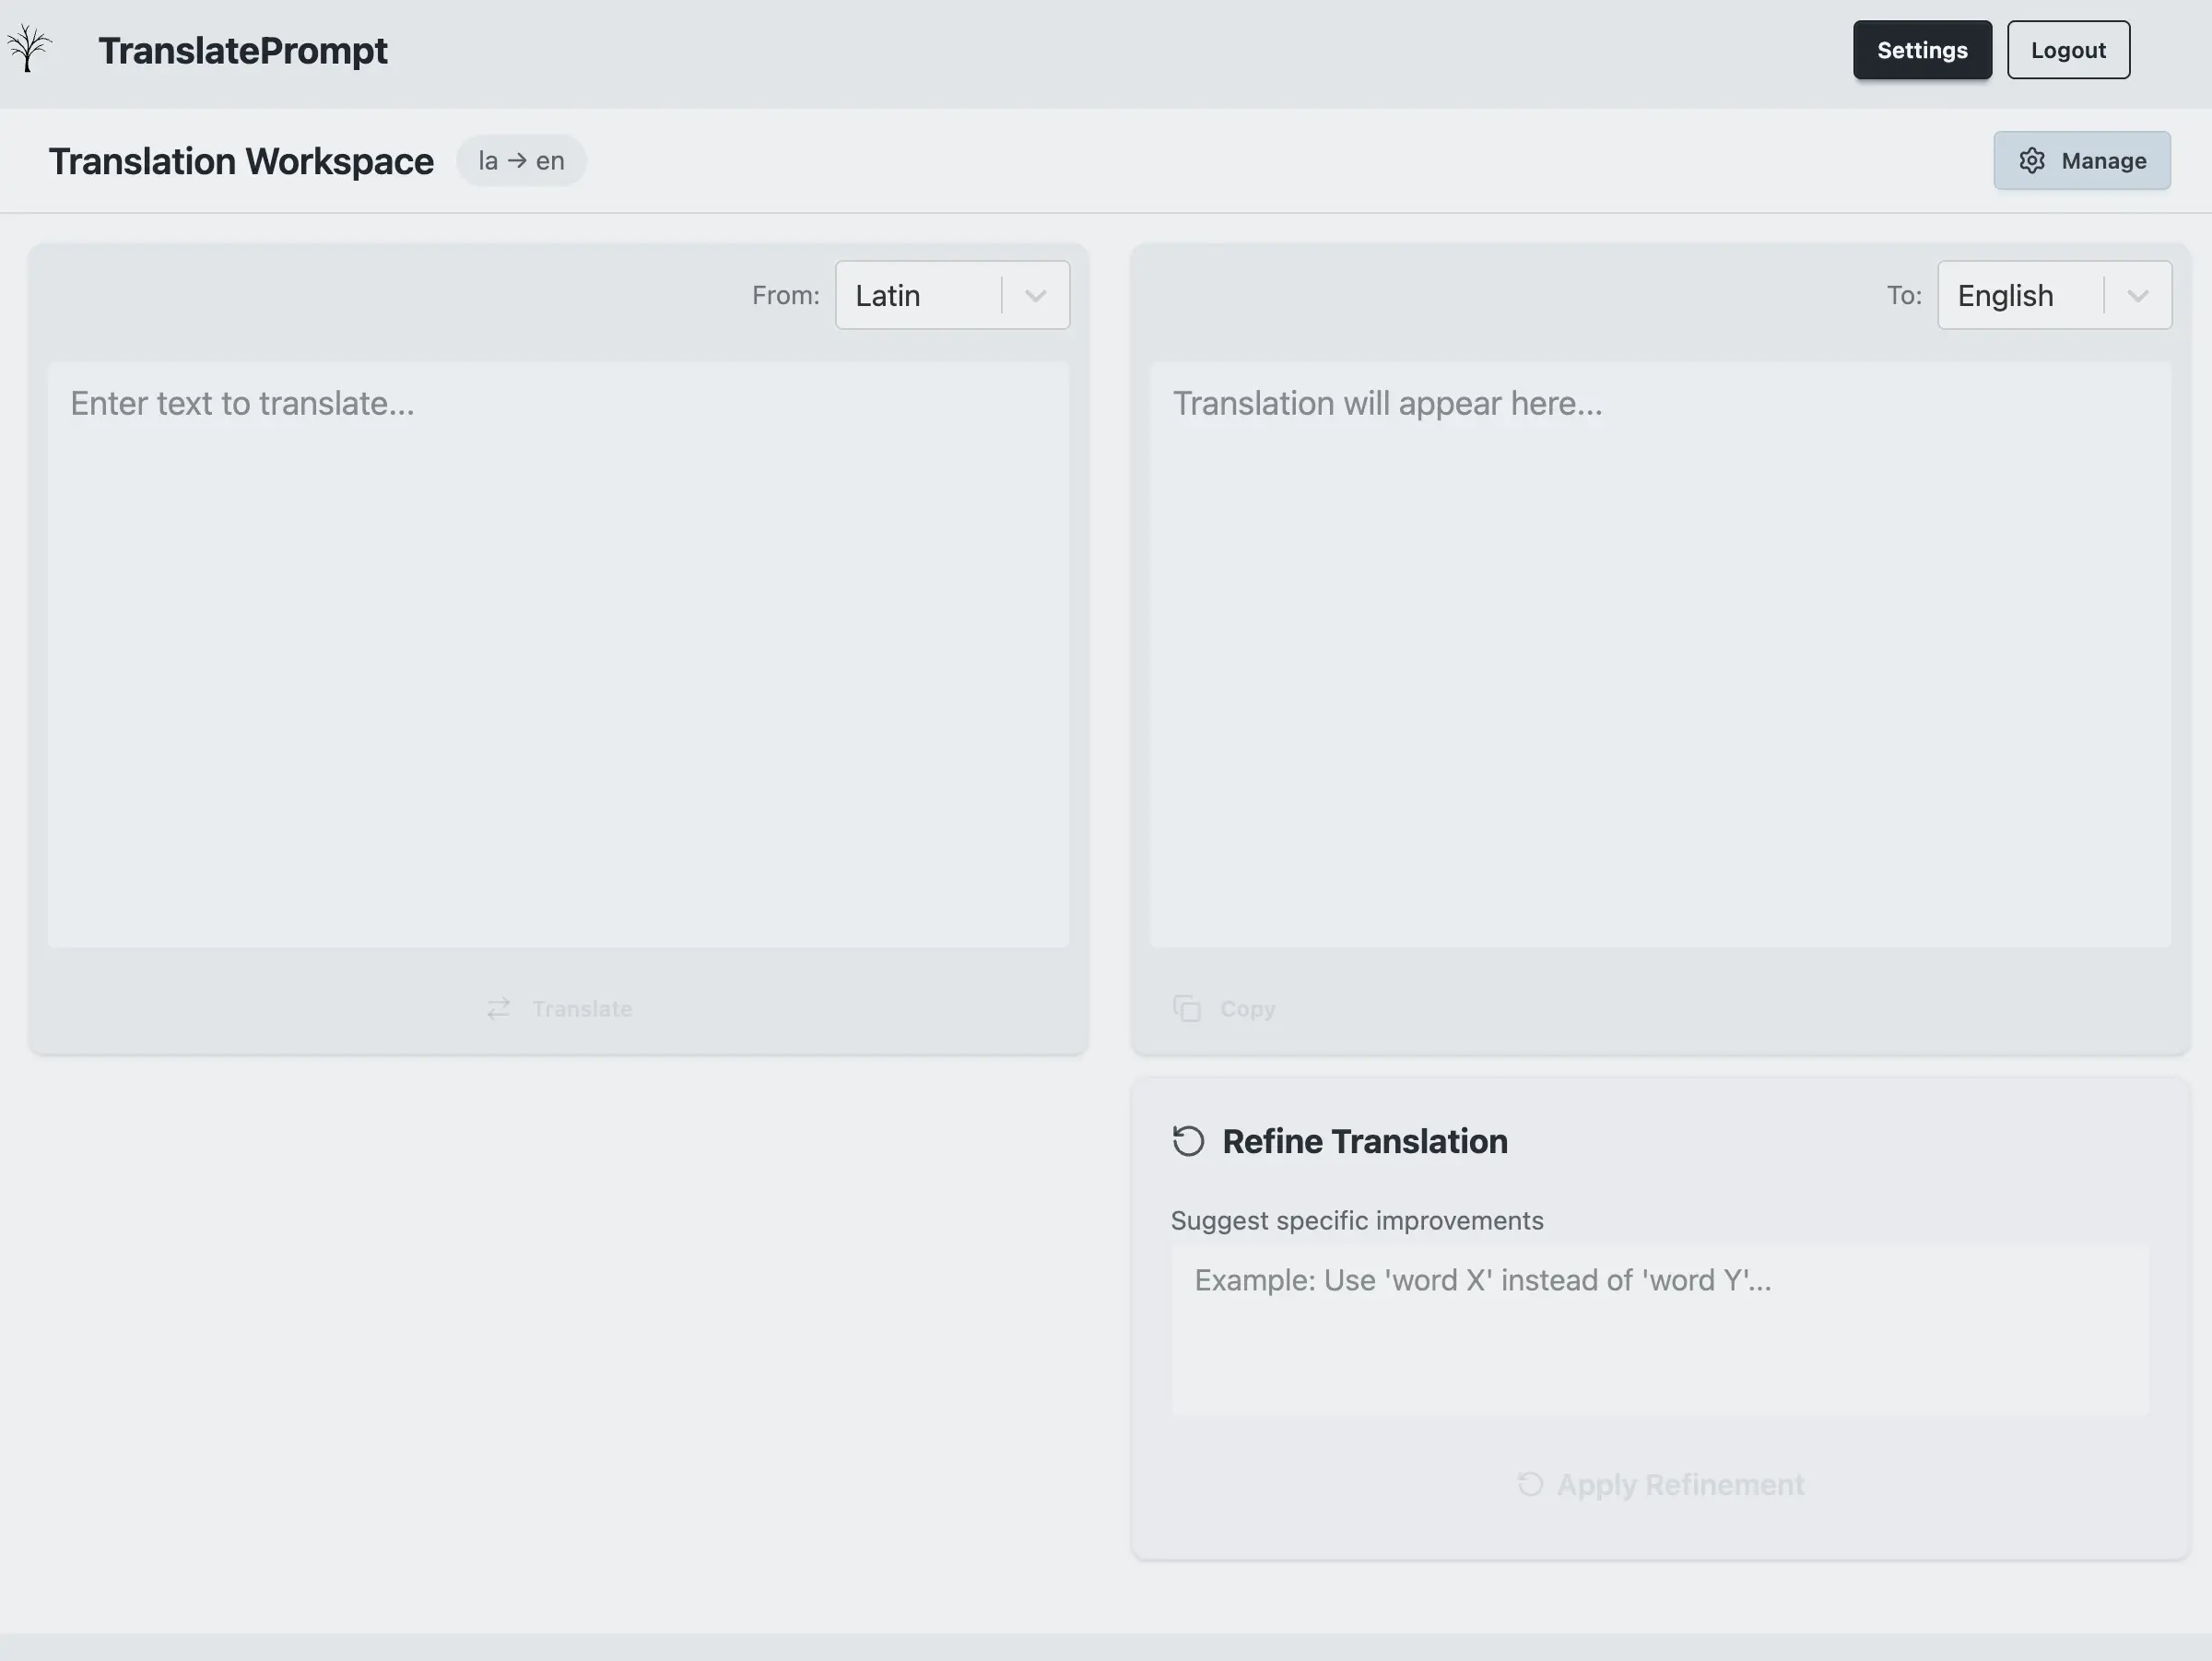 TranslatePrompt
Settings
Logout
Translation Workspace
la → en
Manage
From:
Latin
To:
English
Enter text to translate...
Translation will appear here...
Translate
Copy
Refine Translation
Suggest specific improvements
Example: Use 'word X' instead of 'word Y'...
Apply Refinement